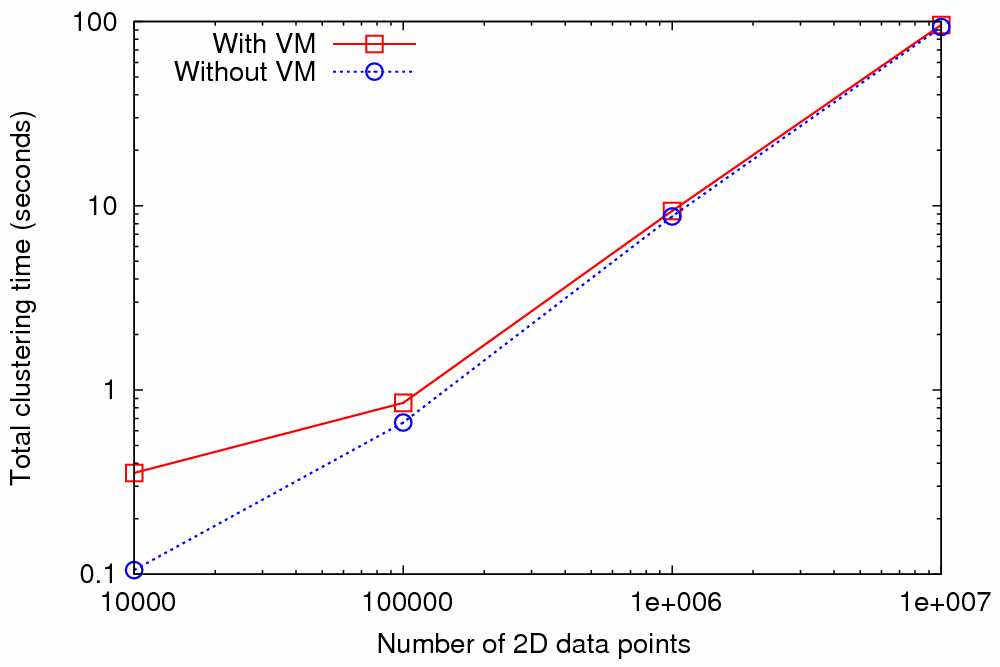 100
With VM
Without VM
10
1
0.1
10000 100000 1e+006 1e+007
Total clustering time (seconds)
Number of 2D data points